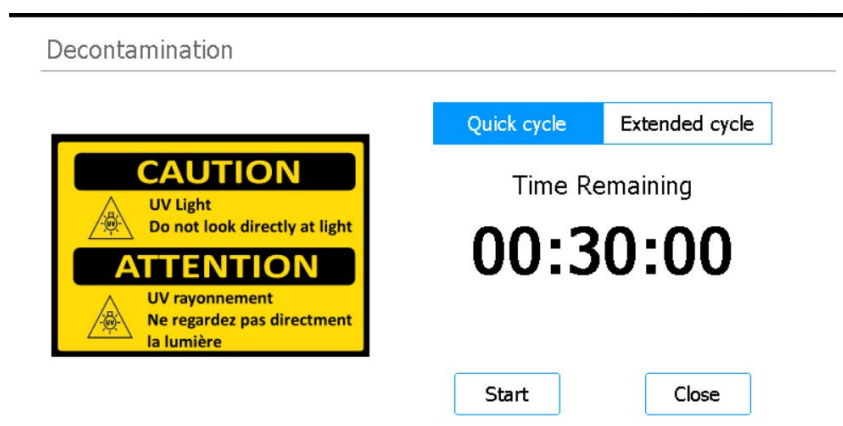 Decontamination
Quick cycle
Extended cycle
CAUTION
UV Light
Do not look directly at light
ATTENTION
UV rayonnement
Ne regardez pas directment
la lumière
UV
UV
Time Remaining
00:30:00
Start
Close